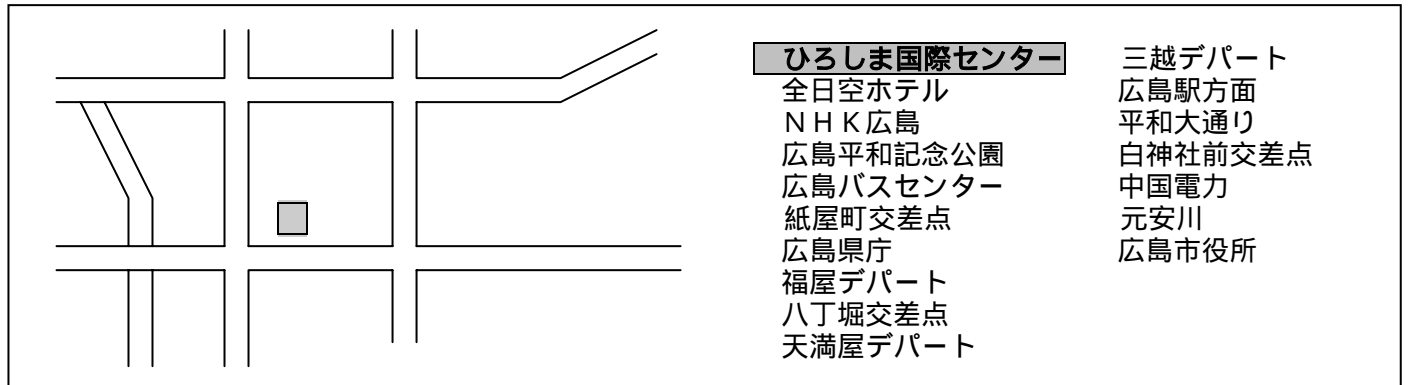 ひろしま国際センター
全日空ホテル
ＮＨＫ広島
広島平和記念公園
広島バスセンター
紙屋町交差点
広島県庁
福屋デパート
八丁堀交差点
天満屋デパート
三越デパート
広島駅方面
平和大通り
白神社前交差点
中国電力
元安川
広島市役所